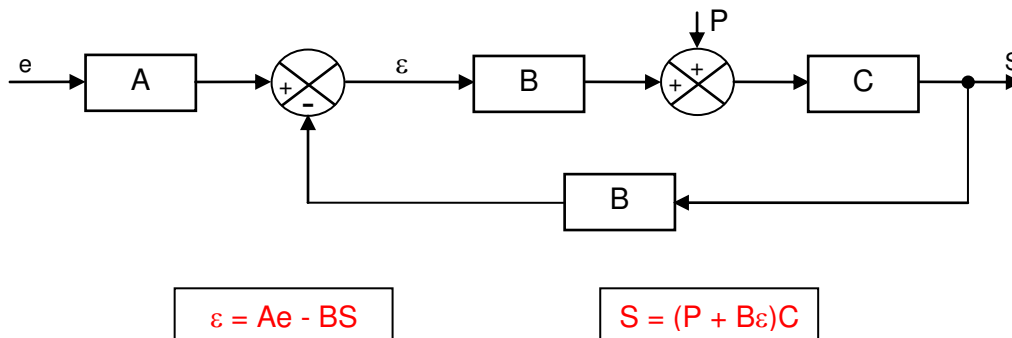 P
e
A
+
-
ε
B
+
+
C
S
B
ε = Ae - BS
S = (P + Bε)C